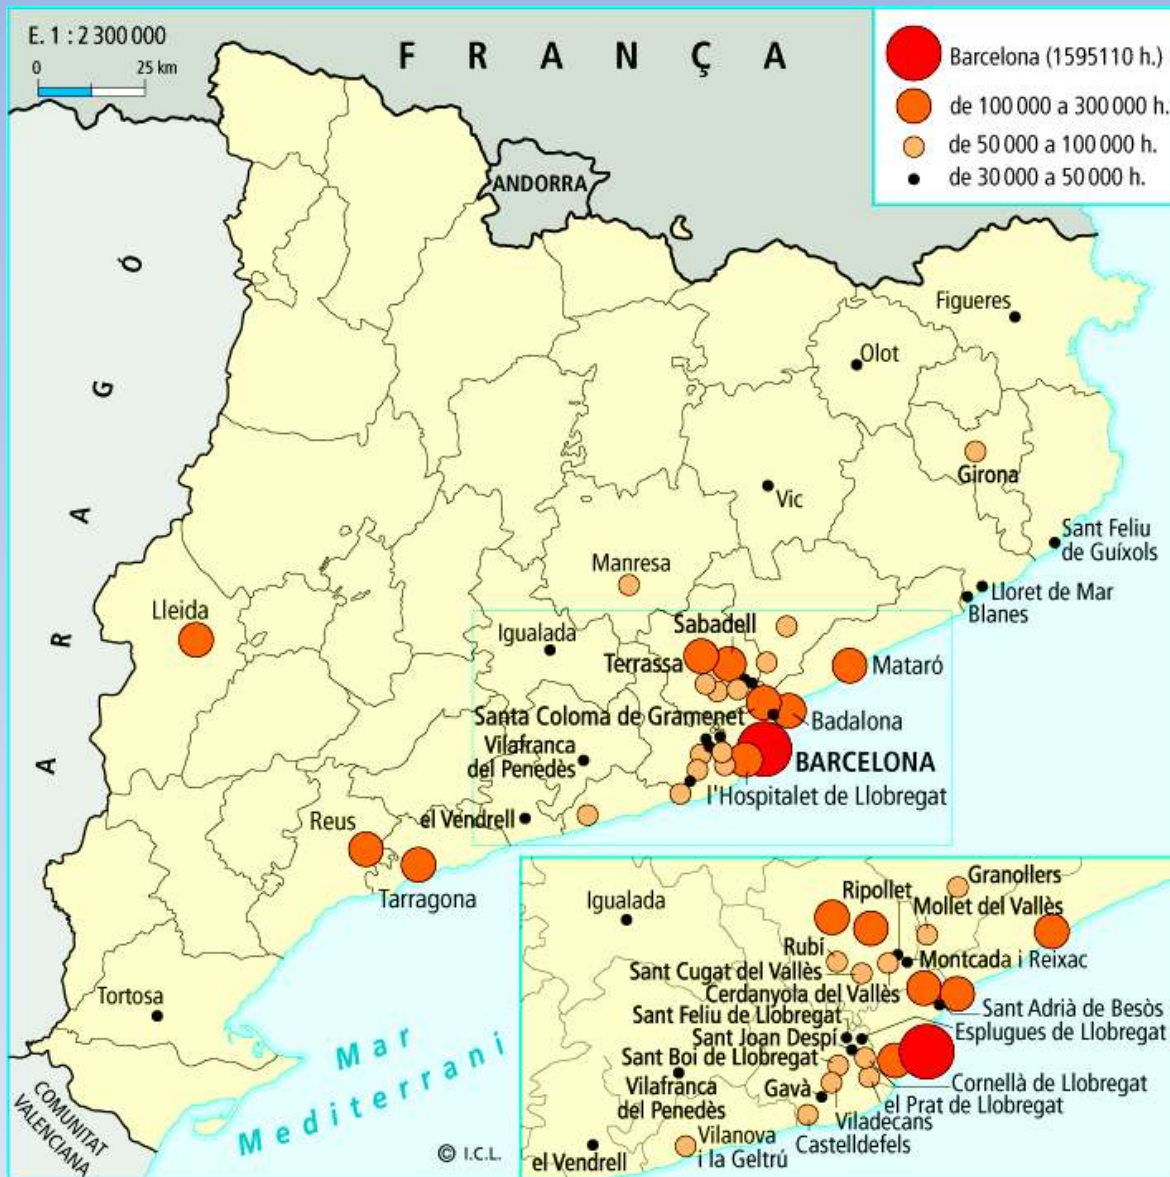 E. 1 : 2 300 000
0 25 km
FRANÇA
Barcelona (1595110 h.)
de 100 000 a 300 000 h.
de 50 000 a 100 000 h.
de 30 000 a 50 000 h.
ANDORRA
ARAGÓ
Figueres
Olot
Girona
Vic
Sant Feliu
de Guíxols
Manresa
Lloret de Mar
Blanes
Lleida
Igualada
Sabadell
Terrassa
Mataró
Santa Coloma de Gramenet
Badalona
Vilafranca
del Penedès
BARCELONA
l'Hospitalet de Llobregat
el Vendrell
Reus
Tarragona
Tortosa
Mar
Mediterrani
COMUNITAT
VALENCIANA
© I.C.L.
Granollers
Ripollet
Igualada
Mollet del Vallès
Rubí
Montcada i Reixac
Sant Cugat del Vallès
Cerdanyola del Vallès
Sant Adrià de Besòs
Sant Feliu de Llobregat
Esplugues de Llobregat
Sant Joan Despí
Sant Boi de Llobregat
Vilafranca
del Penedès
Gavà
Cornellà de Llobregat
el Prat de Llobregat
Viladecans
Castelldefels
Vilanova
i la Geltrú
el Vendrell